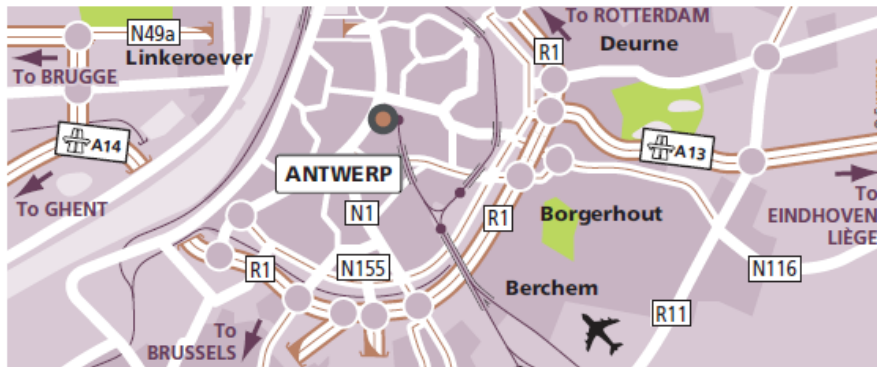 To ROTTERDAM
N49a
Deurne
R1
Linkeroever
To BRUGGE
A14
A13
ANTWERP
To
EINDHOVEN
LIÈGE
To GHENT
N1
R1
Borgerhout
R1
N155
N116
Berchem
R11
To
BRUSSELS